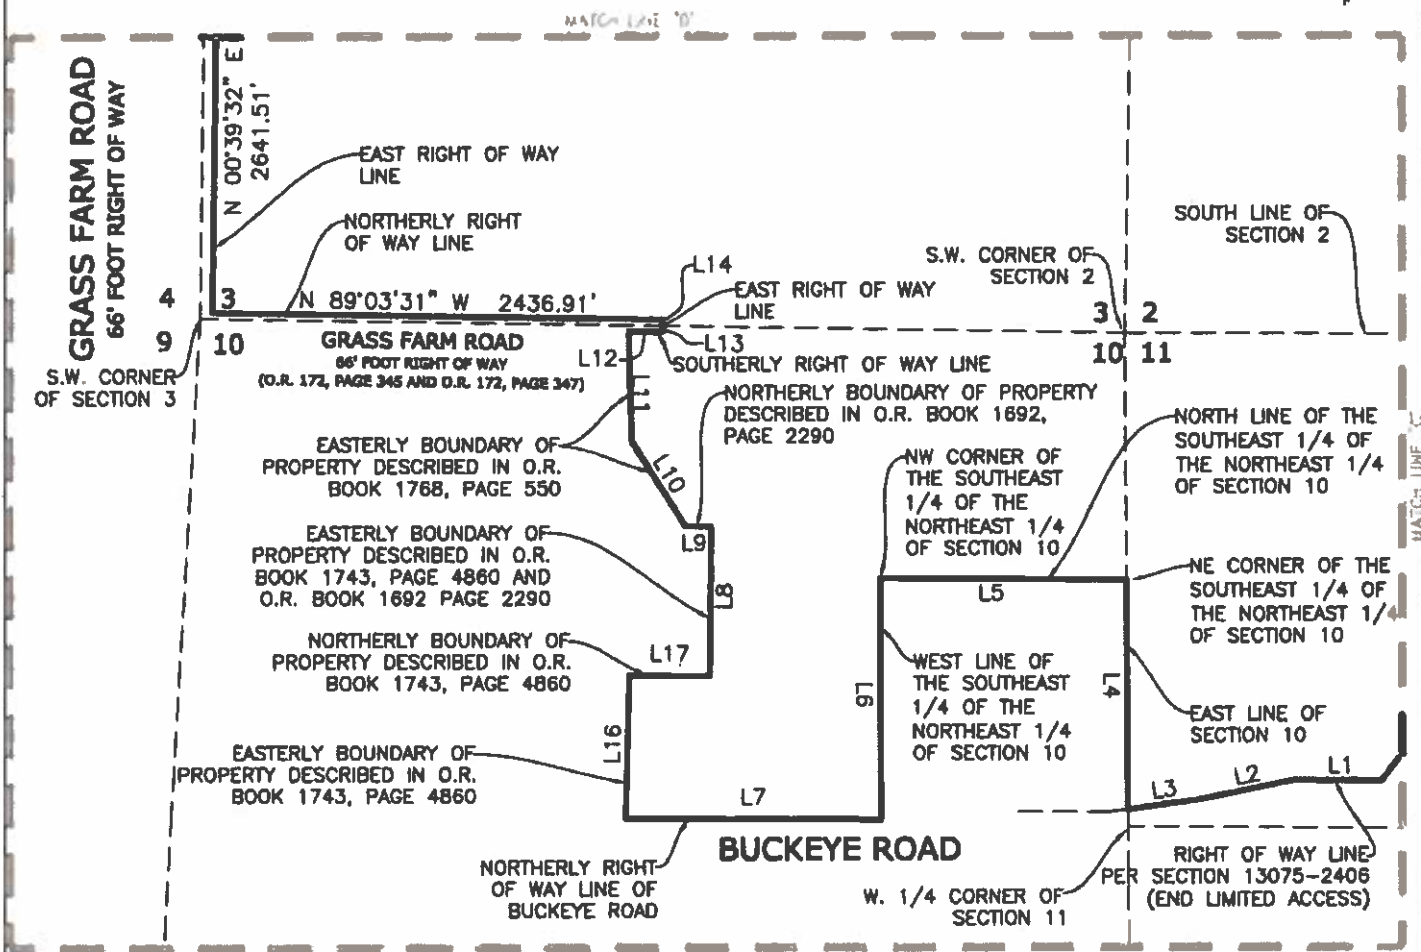 MATCH LINE "D"
GRASS FARM ROAD
66' FOOT RIGHT OF WAY
N 00°39'32" E
2641.51'
EAST RIGHT OF WAY
LINE
NORTHERLY RIGHT
OF WAY LINE
SOUTH LINE OF
SECTION 2
S.W. CORNER OF
SECTION 2
L14
EAST RIGHT OF WAY
LINE
4
3
N 89°03'31" W 2436.91'
3
2
9
10
GRASS FARM ROAD
66' FOOT RIGHT OF WAY
(O.R. 172, PAGE 345 AND O.R. 172, PAGE 347)
L12
L13
SOUTHERLY RIGHT OF WAY LINE
10
11
S.W. CORNER
OF SECTION 3
L11
NORTHERLY BOUNDARY OF PROPERTY
DESCRIBED IN O.R. BOOK 1692,
PAGE 2290
NORTH LINE OF THE
SOUTHEAST 1/4 OF
THE NORTHEAST 1/4
OF SECTION 10
EASTERLY BOUNDARY OF
PROPERTY DESCRIBED IN O.R.
BOOK 1768, PAGE 550
L10
NW CORNER OF
THE SOUTHEAST
1/4 OF THE
NORTHEAST 1/4
OF SECTION 10
EASTERLY BOUNDARY OF
PROPERTY DESCRIBED IN O.R.
BOOK 1743, PAGE 4860 AND
O.R. BOOK 1692 PAGE 2290
L9
L8
L5
NE CORNER OF THE
SOUTHEAST 1/4 OF
THE NORTHEAST 1/4
OF SECTION 10
NORTHERLY BOUNDARY OF
PROPERTY DESCRIBED IN O.R.
BOOK 1743, PAGE 4860
L17
L6
WEST LINE OF
THE SOUTHEAST
1/4 OF THE
NORTHEAST 1/4
OF SECTION 10
L4
EAST LINE OF
SECTION 10
L16
EASTERLY BOUNDARY OF
PROPERTY DESCRIBED IN O.R.
BOOK 1743, PAGE 4860
L7
L3
L2
L1
BUCKEYE ROAD
NORTHERLY RIGHT
OF WAY LINE OF
BUCKEYE ROAD
W. 1/4 CORNER OF
SECTION 11
RIGHT OF WAY LINE
PER SECTION 13075-2406
(END LIMITED ACCESS)
MATCH LINE